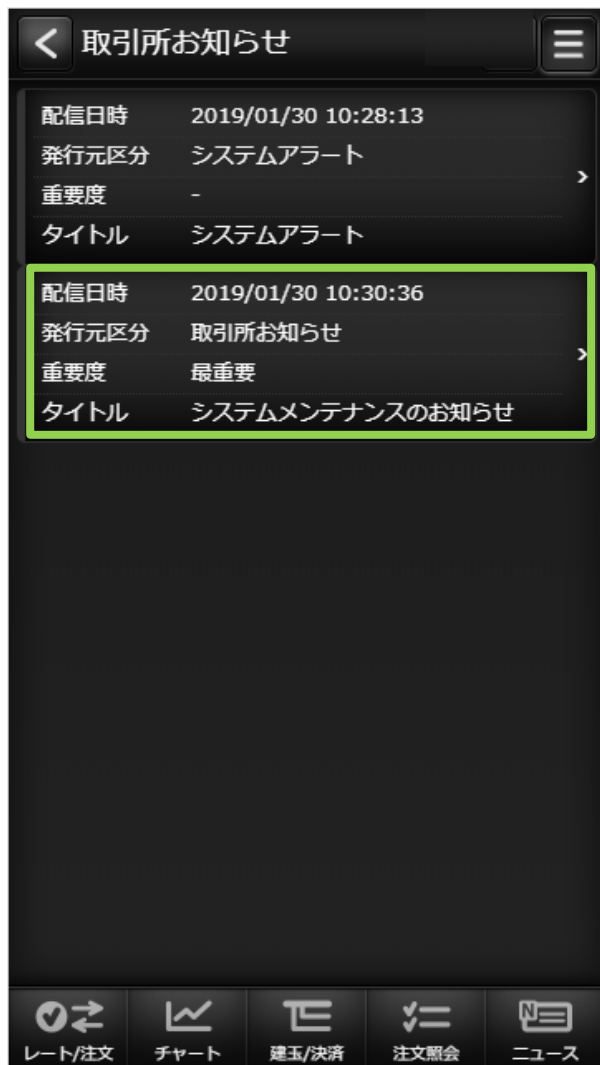 取引所お知らせ
配信日時 2019/01/30 10:28:13
発行元区分 システムアラート
重要度 -
タイトル システムアラート
配信日時 2019/01/30 10:30:36
発行元区分 取引所お知らせ
重要度 最重要
タイトル システムメンテナンスのお知らせ
レート/注文 チャート 建玉/決済 注文照会 ニュース